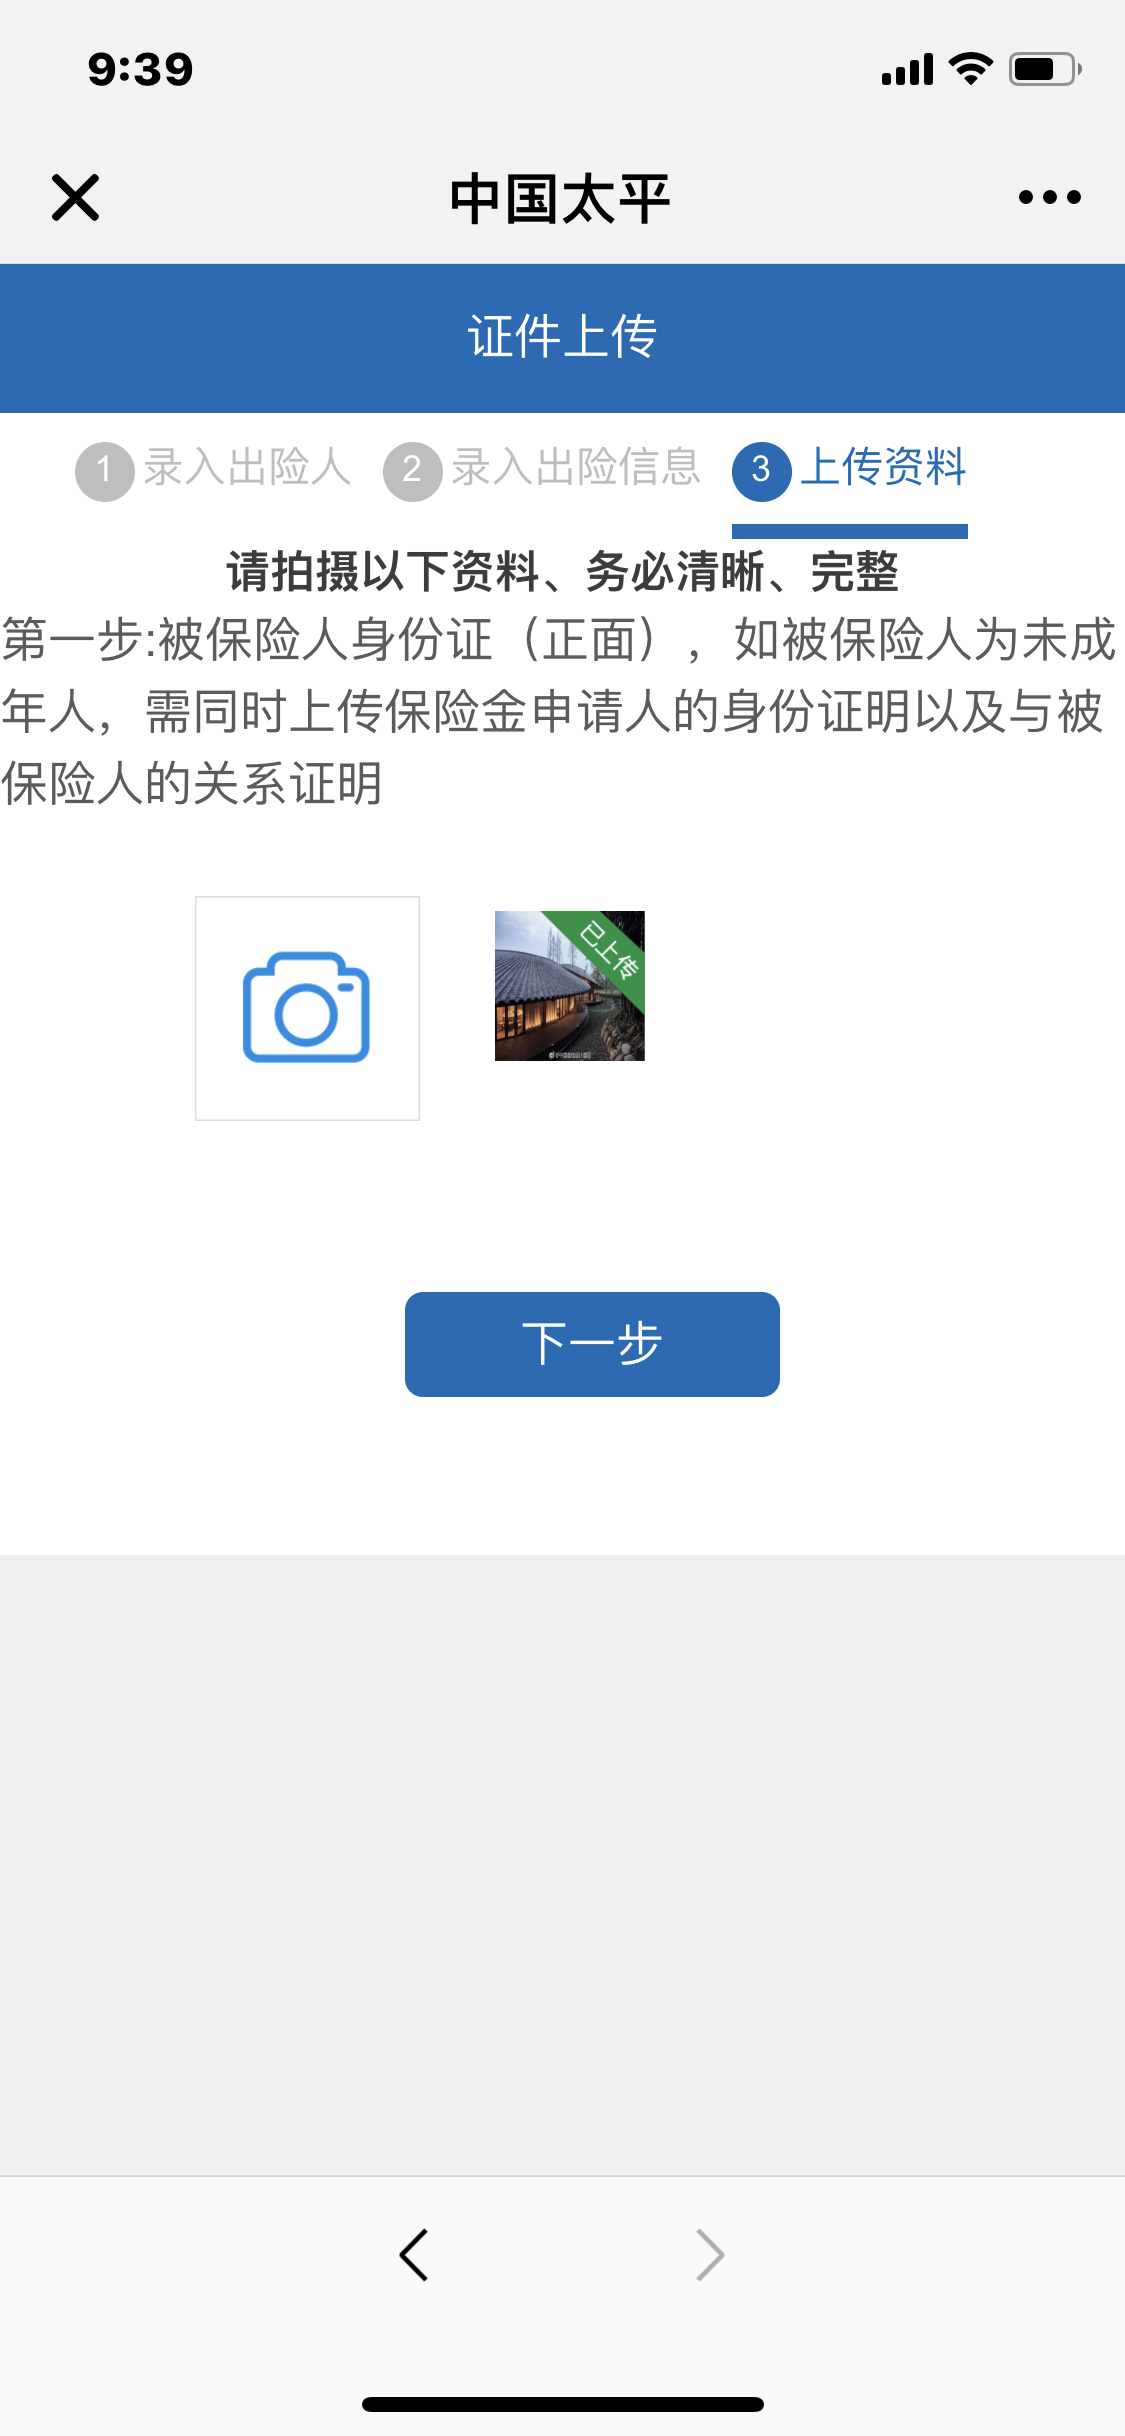 9:39
中国太平
证件上传
1 录入出险人 2 录入出险信息 3 上传资料
请拍摄以下资料、务必清晰、完整
第一步:被保险人身份证（正面），如被保险人为未成
年人，需同时上传保险金申请人的身份证明以及与被
保险人的关系证明
已上传
下一步